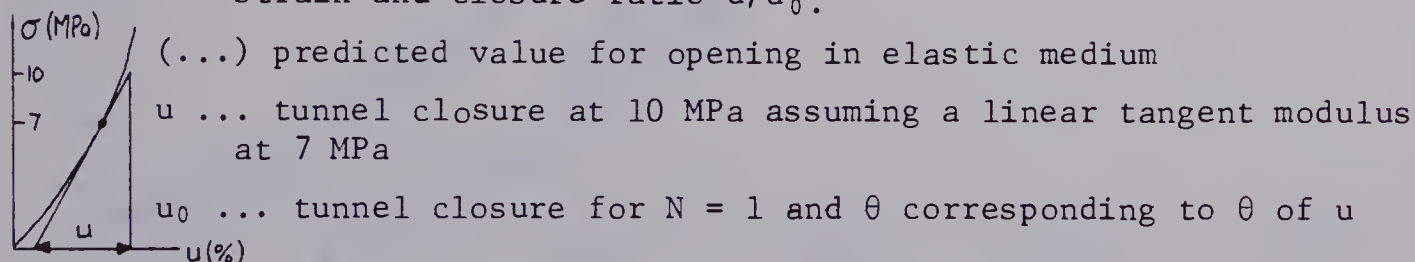 strain and closure ratio u/u₀.
σ (MPa)
(...) predicted value for opening in elastic medium
10
u ... tunnel closure at 10 MPa assuming a linear tangent modulus
7
at 7 MPa
u₀ ... tunnel closure for N = 1 and θ corresponding to θ of u
u
u(%)